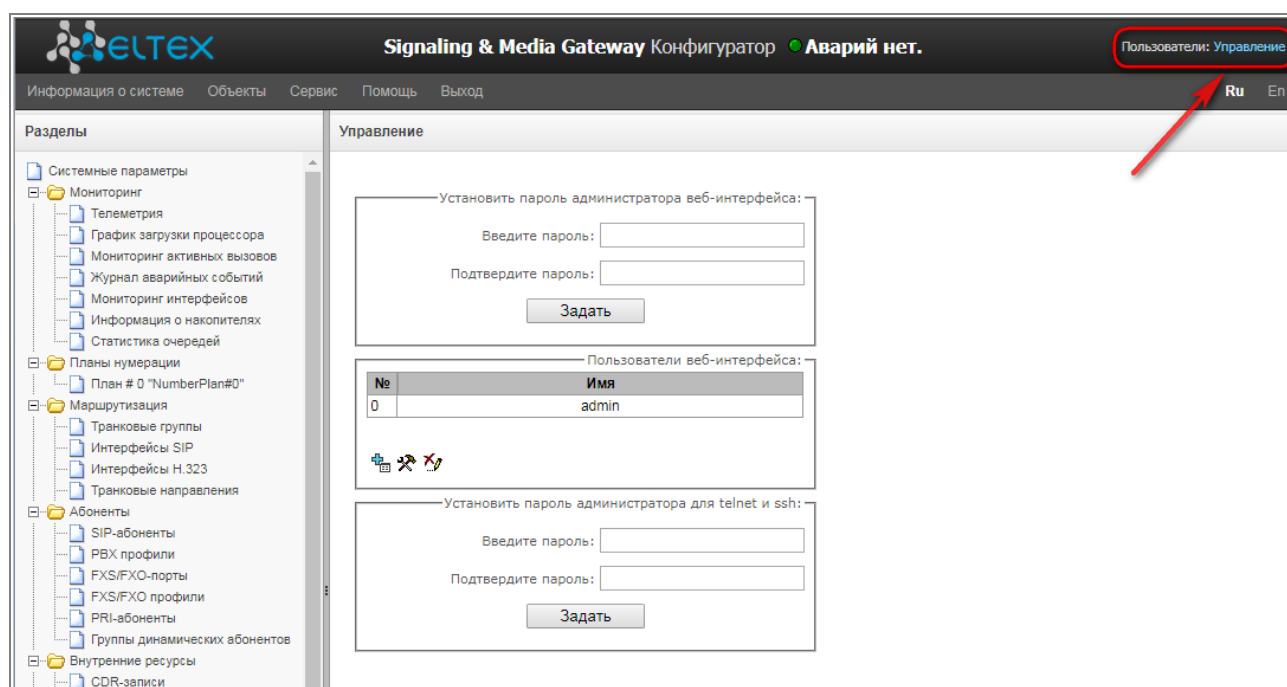 ELTEX
Signaling & Media Gateway Конфигуратор Аварий нет.
Пользователи: Управление
Информация о системе Объекты Сервис Помощь Выход
Ru En
Разделы
Системные параметры
Мониторинг
Телеметрия
График загрузки процессора
Мониторинг активных вызовов
Журнал аварийных событий
Мониторинг интерфейсов
Информация о накопителях
Статистика очередей
Планы нумерации
План # 0 "NumberPlan#0"
Маршрутизация
Транковые группы
Интерфейсы SIP
Интерфейсы H.323
Транковые направления
Абоненты
SIP-абоненты
PBX профили
FXS/FXO-порты
FXS/FXO профили
PRI-абоненты
Группы динамических абонентов
Внутренние ресурсы
CDR-записи
Управление
Установить пароль администратора веб-интерфейса:
Введите пароль:
Подтвердите пароль:
Задать
Пользователи веб-интерфейса:
№ Имя
0 admin
Установить пароль администратора для telnet и ssh:
Введите пароль:
Подтвердите пароль:
Задать